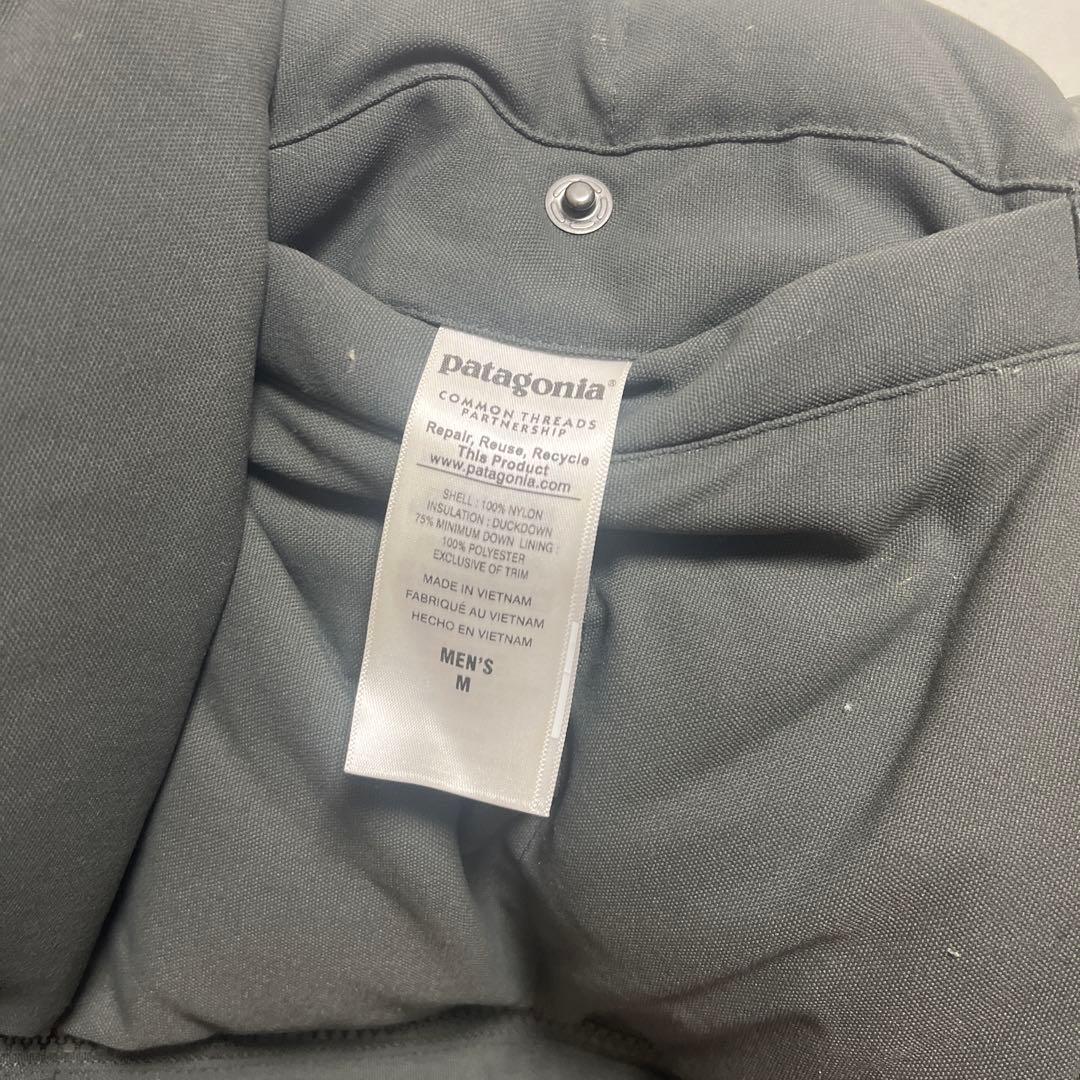 patagonia®
COMMON THREADS
PARTNERSHIP
Repair, Reuse, Recycle
This Product
www.patagonia.com
SHELL : 100% NYLON
INSULATION : DUCKDOWN
75% MINIMUM DOWN LINING :
100% POLYESTER
EXCLUSIVE OF TRIM
MADE IN VIETNAM
FABRIQUÉ AU VIETNAM
HECHO EN VIETNAM
MEN'S
M